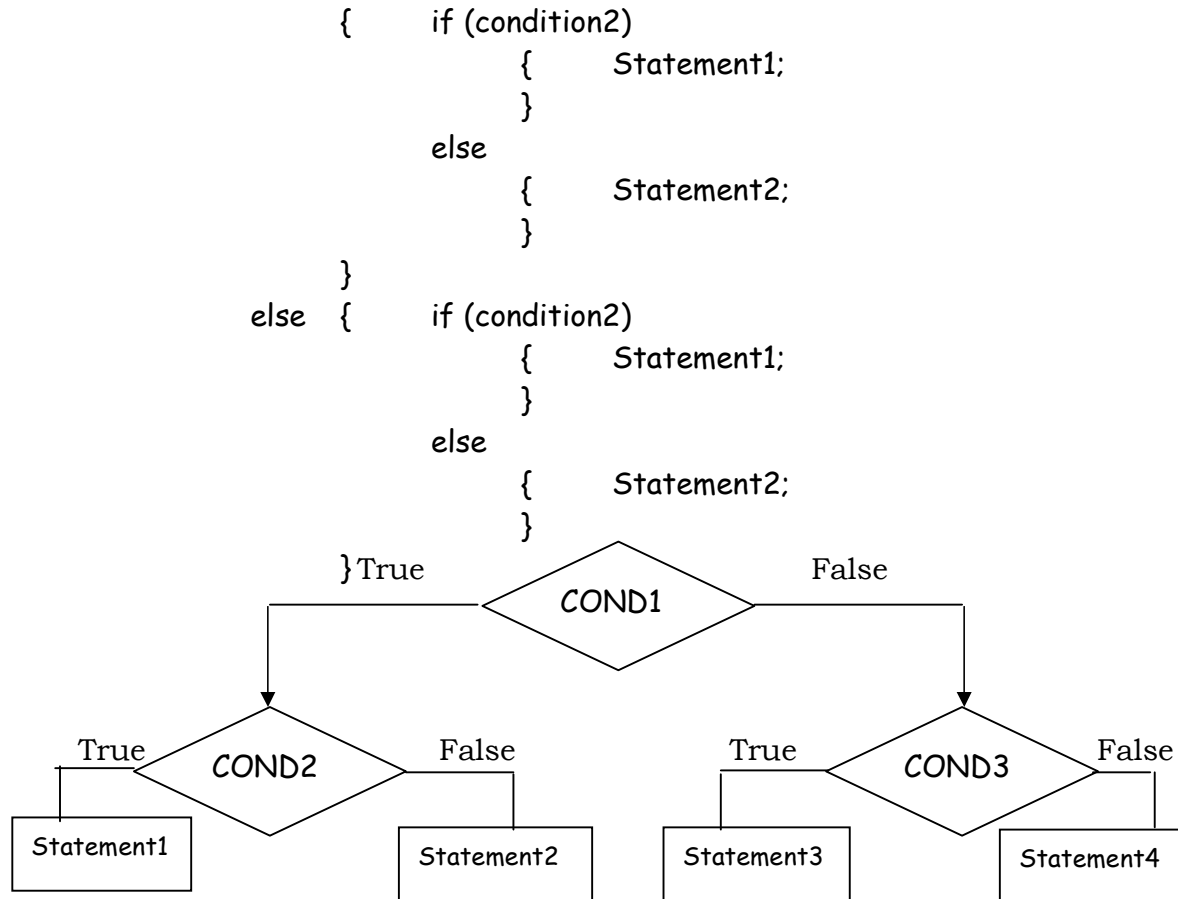 { if (condition2)
{ Statement1;
}
else
{ Statement2;
}
}
else { if (condition2)
{ Statement1;
}
else
{ Statement2;
}
} True False
COND1
True False True False
COND2 COND3
Statement1 Statement2 Statement3 Statement4